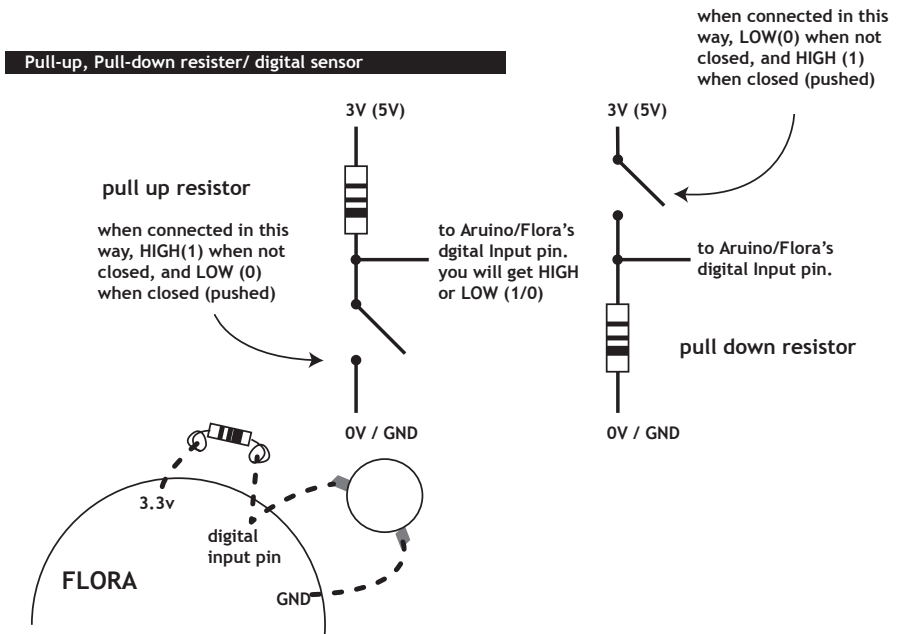 Pull-up, Pull-down resister/ digital sensor
when connected in this
way, LOW(0) when not
closed, and HIGH (1)
when closed (pushed)
3V (5V)
3V (5V)
pull up resistor
when connected in this
way, HIGH(1) when not
closed, and LOW (0)
when closed (pushed)
to Aruino/Flora's
dgital Input pin.
you will get HIGH
or LOW (1/0)
to Aruino/Flora's
digital Input pin.
pull down resistor
0V / GND
0V / GND
3.3v
digital
input pin
FLORA
GND